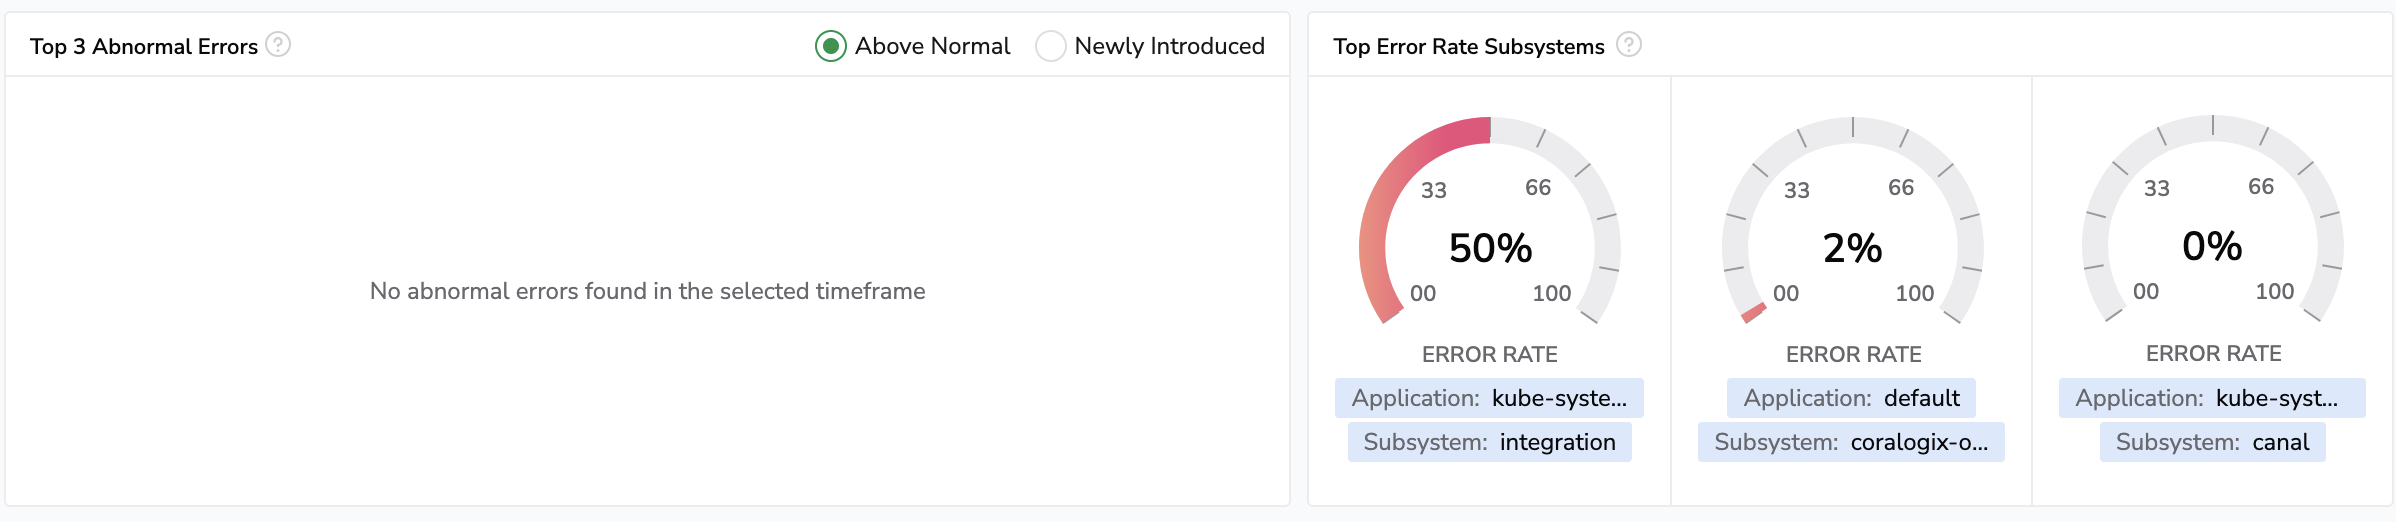 Top 3 Abnormal Errors ?
Above Normal
Newly Introduced
No abnormal errors found in the selected timeframe
Top Error Rate Subsystems ?
33
66
50%
00
100
ERROR RATE
Application: kube-syste...
Subsystem: integration
33
66
2%
00
100
ERROR RATE
Application: default
Subsystem: coralogix-o...
33
66
0%
00
100
ERROR RATE
Application: kube-syst...
Subsystem: canal